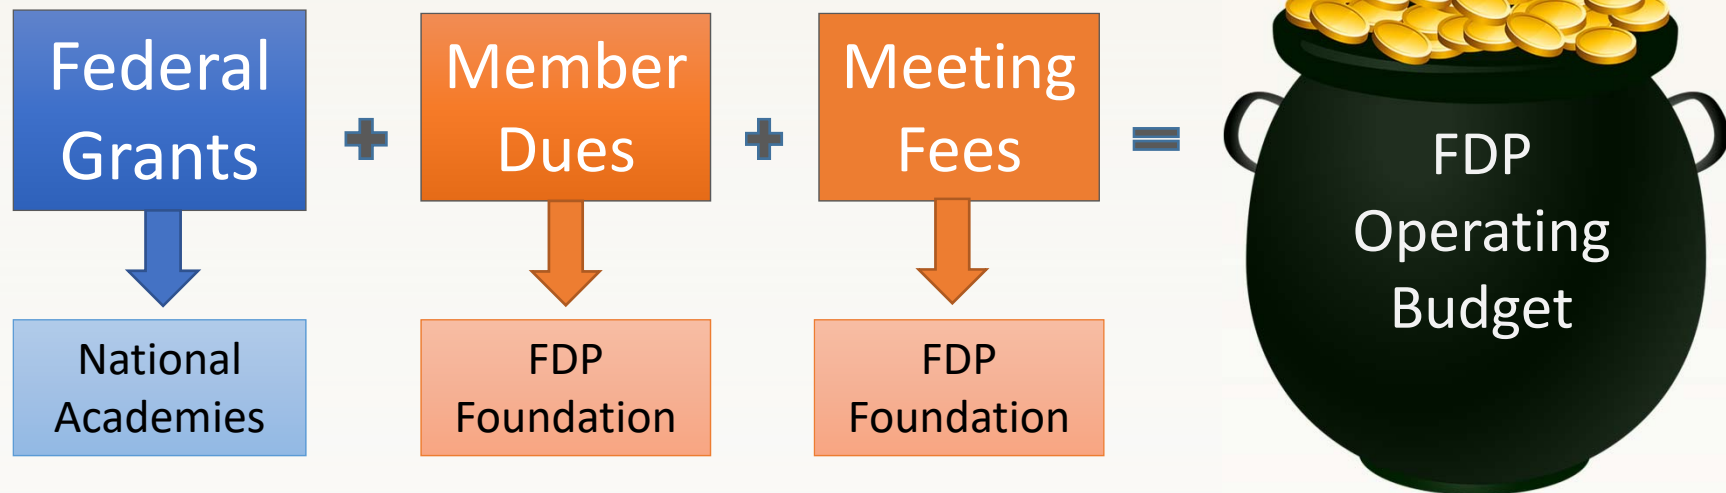 Federal
Grants
Member
Dues
Meeting
Fees
FDP
Operating
Budget
National
Academies
FDP
Foundation
FDP
Foundation